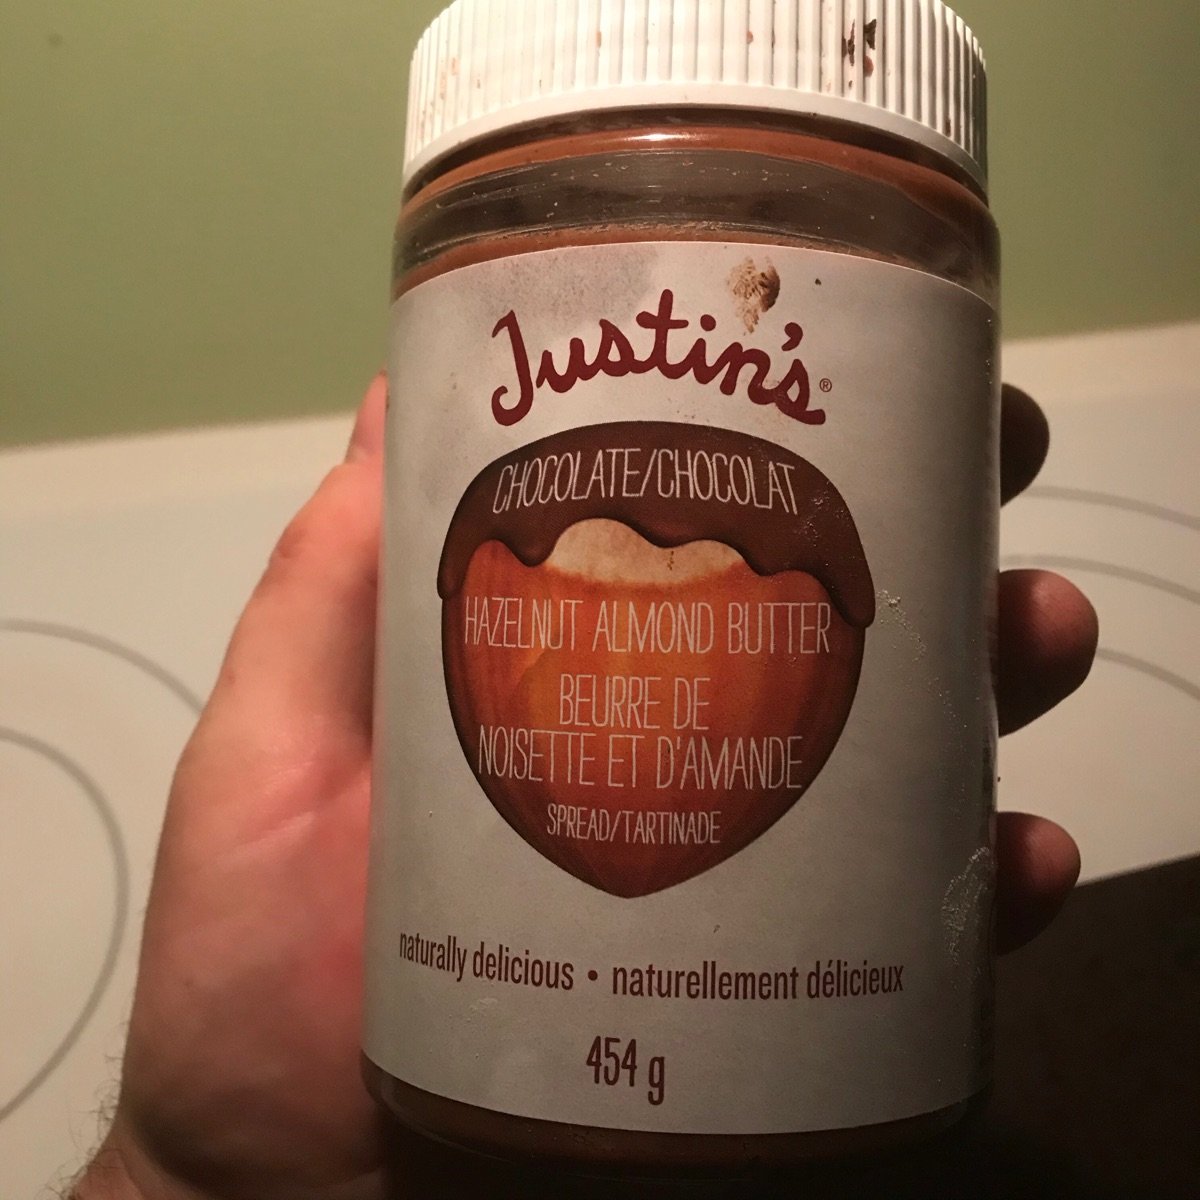 Justin's®
CHOCOLATE/CHOCOLAT
HAZELNUT ALMOND BUTTER
BEURRE DE
NOISETTE ET D'AMANDE
SPREAD/TARTINADE
naturally delicious • naturellement délicieux
454 g